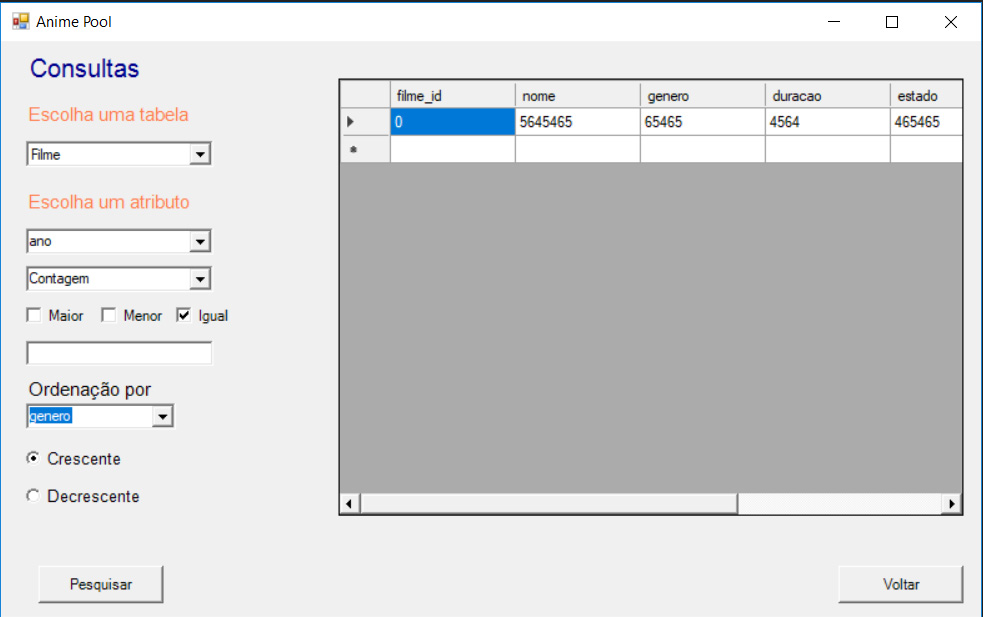 Anime Pool
Consultas
Escolha uma tabela
Filme
Escolha um atributo
ano
Contagem
Maior Menor Igual
Ordenação por
genero
Crescente
Decrescente
Pesquisar
filme_id nome genero duracao estado
0 5645465 65465 4564 465465
*
Voltar